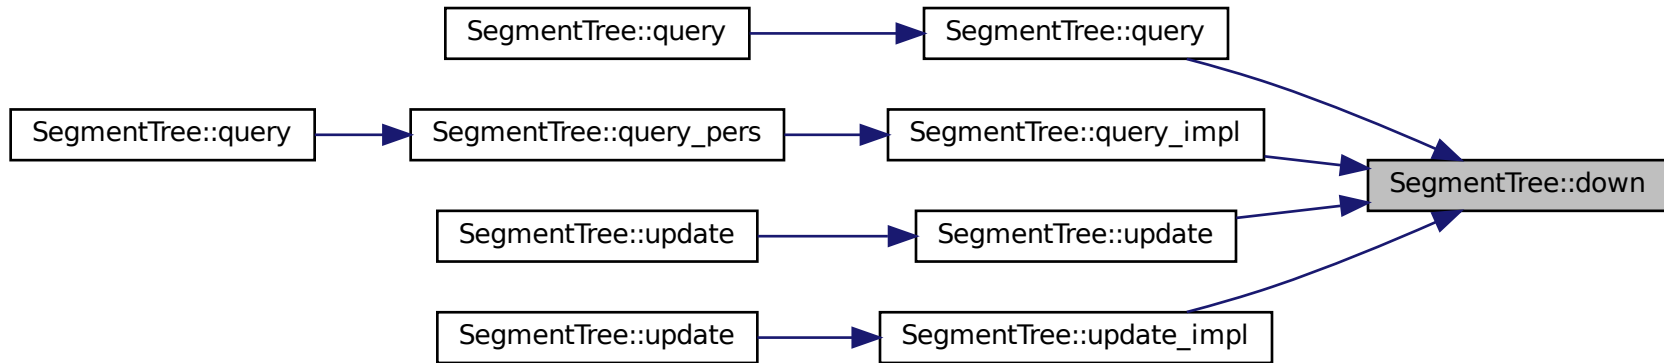 SegmentTree::query
SegmentTree::query
SegmentTree::query
SegmentTree::query_pers
SegmentTree::query_impl
SegmentTree::down
SegmentTree::update
SegmentTree::update
SegmentTree::update
SegmentTree::update_impl